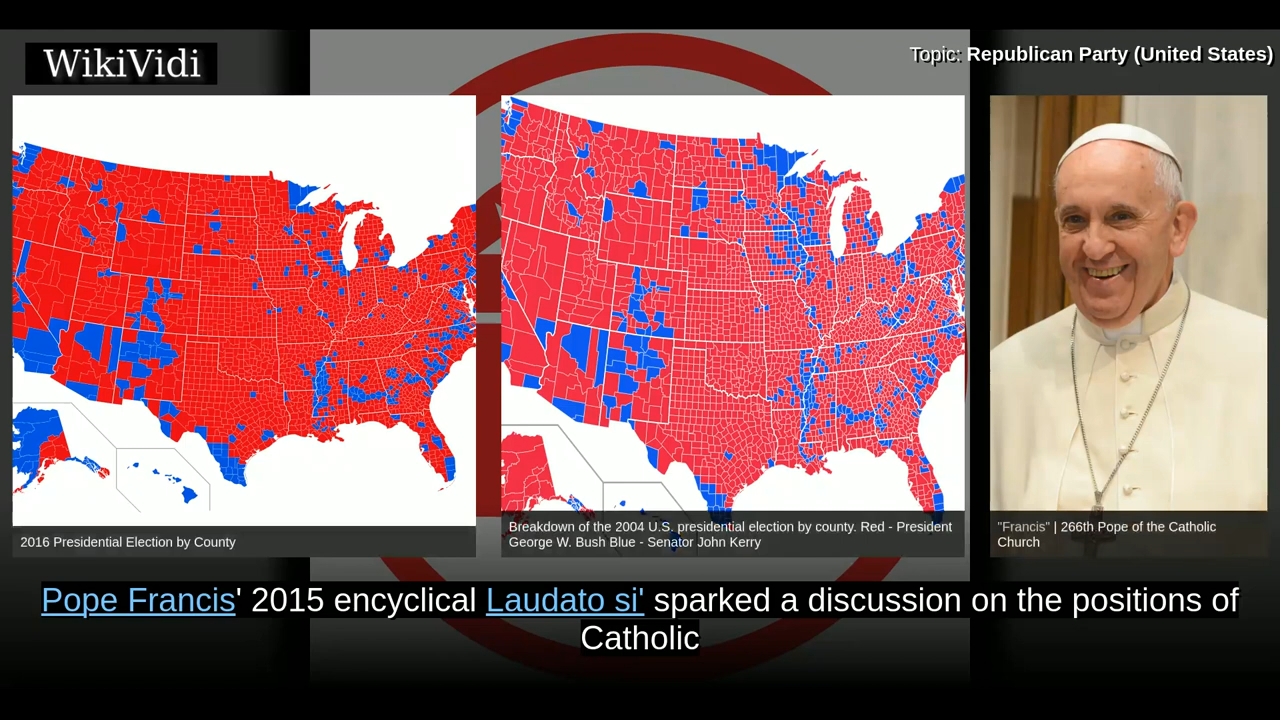 WikiVidi
Topic: Republican Party (United States)
2016 Presidential Election by County
Breakdown of the 2004 U.S. presidential election by county. Red - President
George W. Bush Blue - Senator John Kerry
"Francis" | 266th Pope of the Catholic
Church
Pope Francis' 2015 encyclical Laudato si' sparked a discussion on the positions of
Catholic